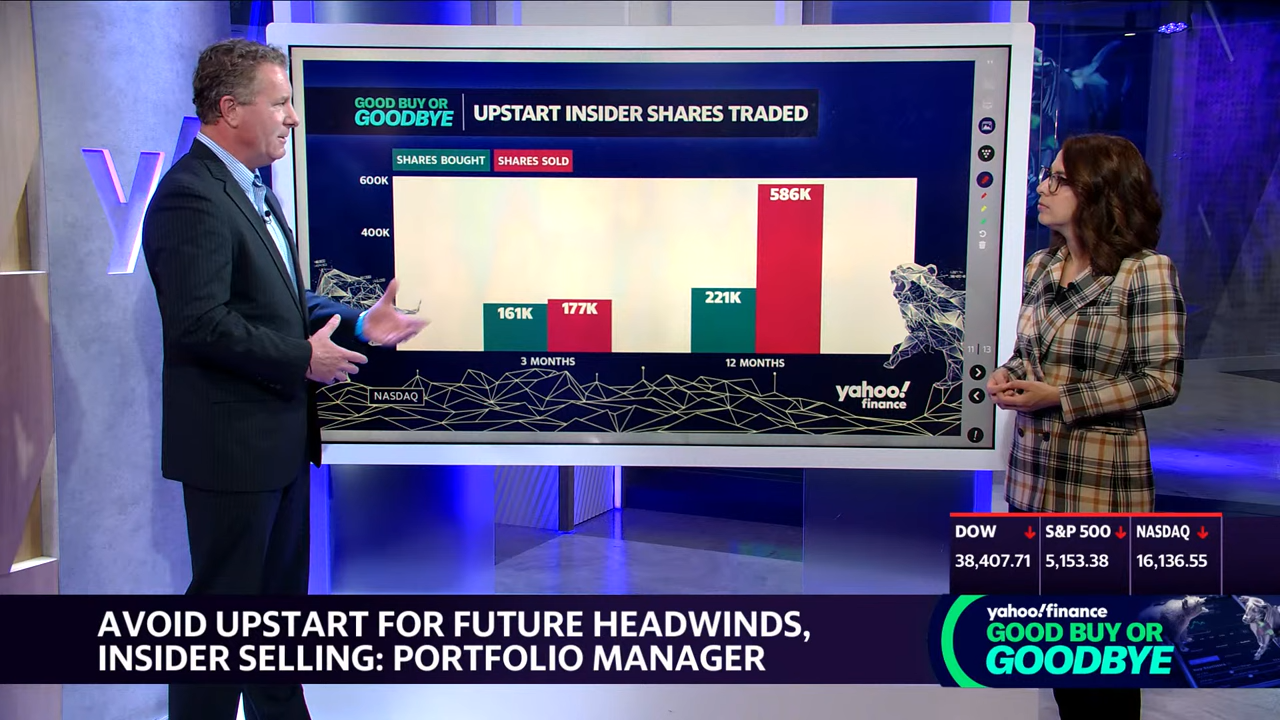 GOOD BUY OR
GOODBYE
UPSTART INSIDER SHARES TRADED
SHARES BOUGHT
SHARES SOLD
600K
400K
161K
177K
221K
586K
3 MONTHS
12 MONTHS
NASDAQ
yahoo!
finance
11 | 13
DOW
38,407.71
S&P 500
5,153.38
NASDAQ
16,136.55
AVOID UPSTART FOR FUTURE HEADWINDS,
INSIDER SELLING: PORTFOLIO MANAGER
yahoo!finance
GOOD BUY OR
GOODBYE